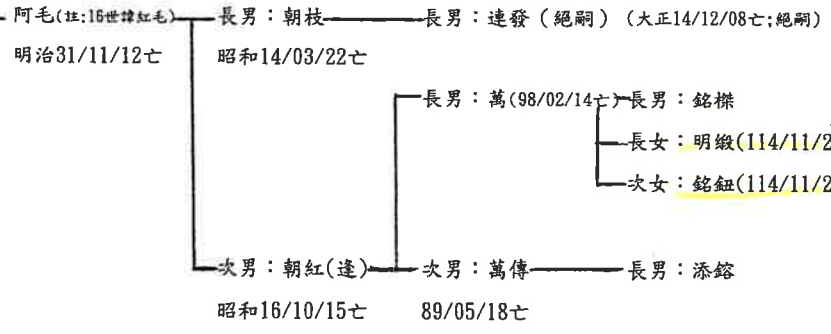 阿毛(註:16世諱紅毛) 長男：朝枝 長男：連發(絕嗣) (大正14/12/08亡;絕嗣)
明治31/11/12亡 昭和14/03/22亡
長男：萬(98/02/14亡) 長男：銘櫸
長女：明緞(114/11/2
次女：銘鈕(114/11/2
次男：朝紅(逢) 次男：萬傳 長男：添鎔
昭和16/10/15亡 89/05/18亡